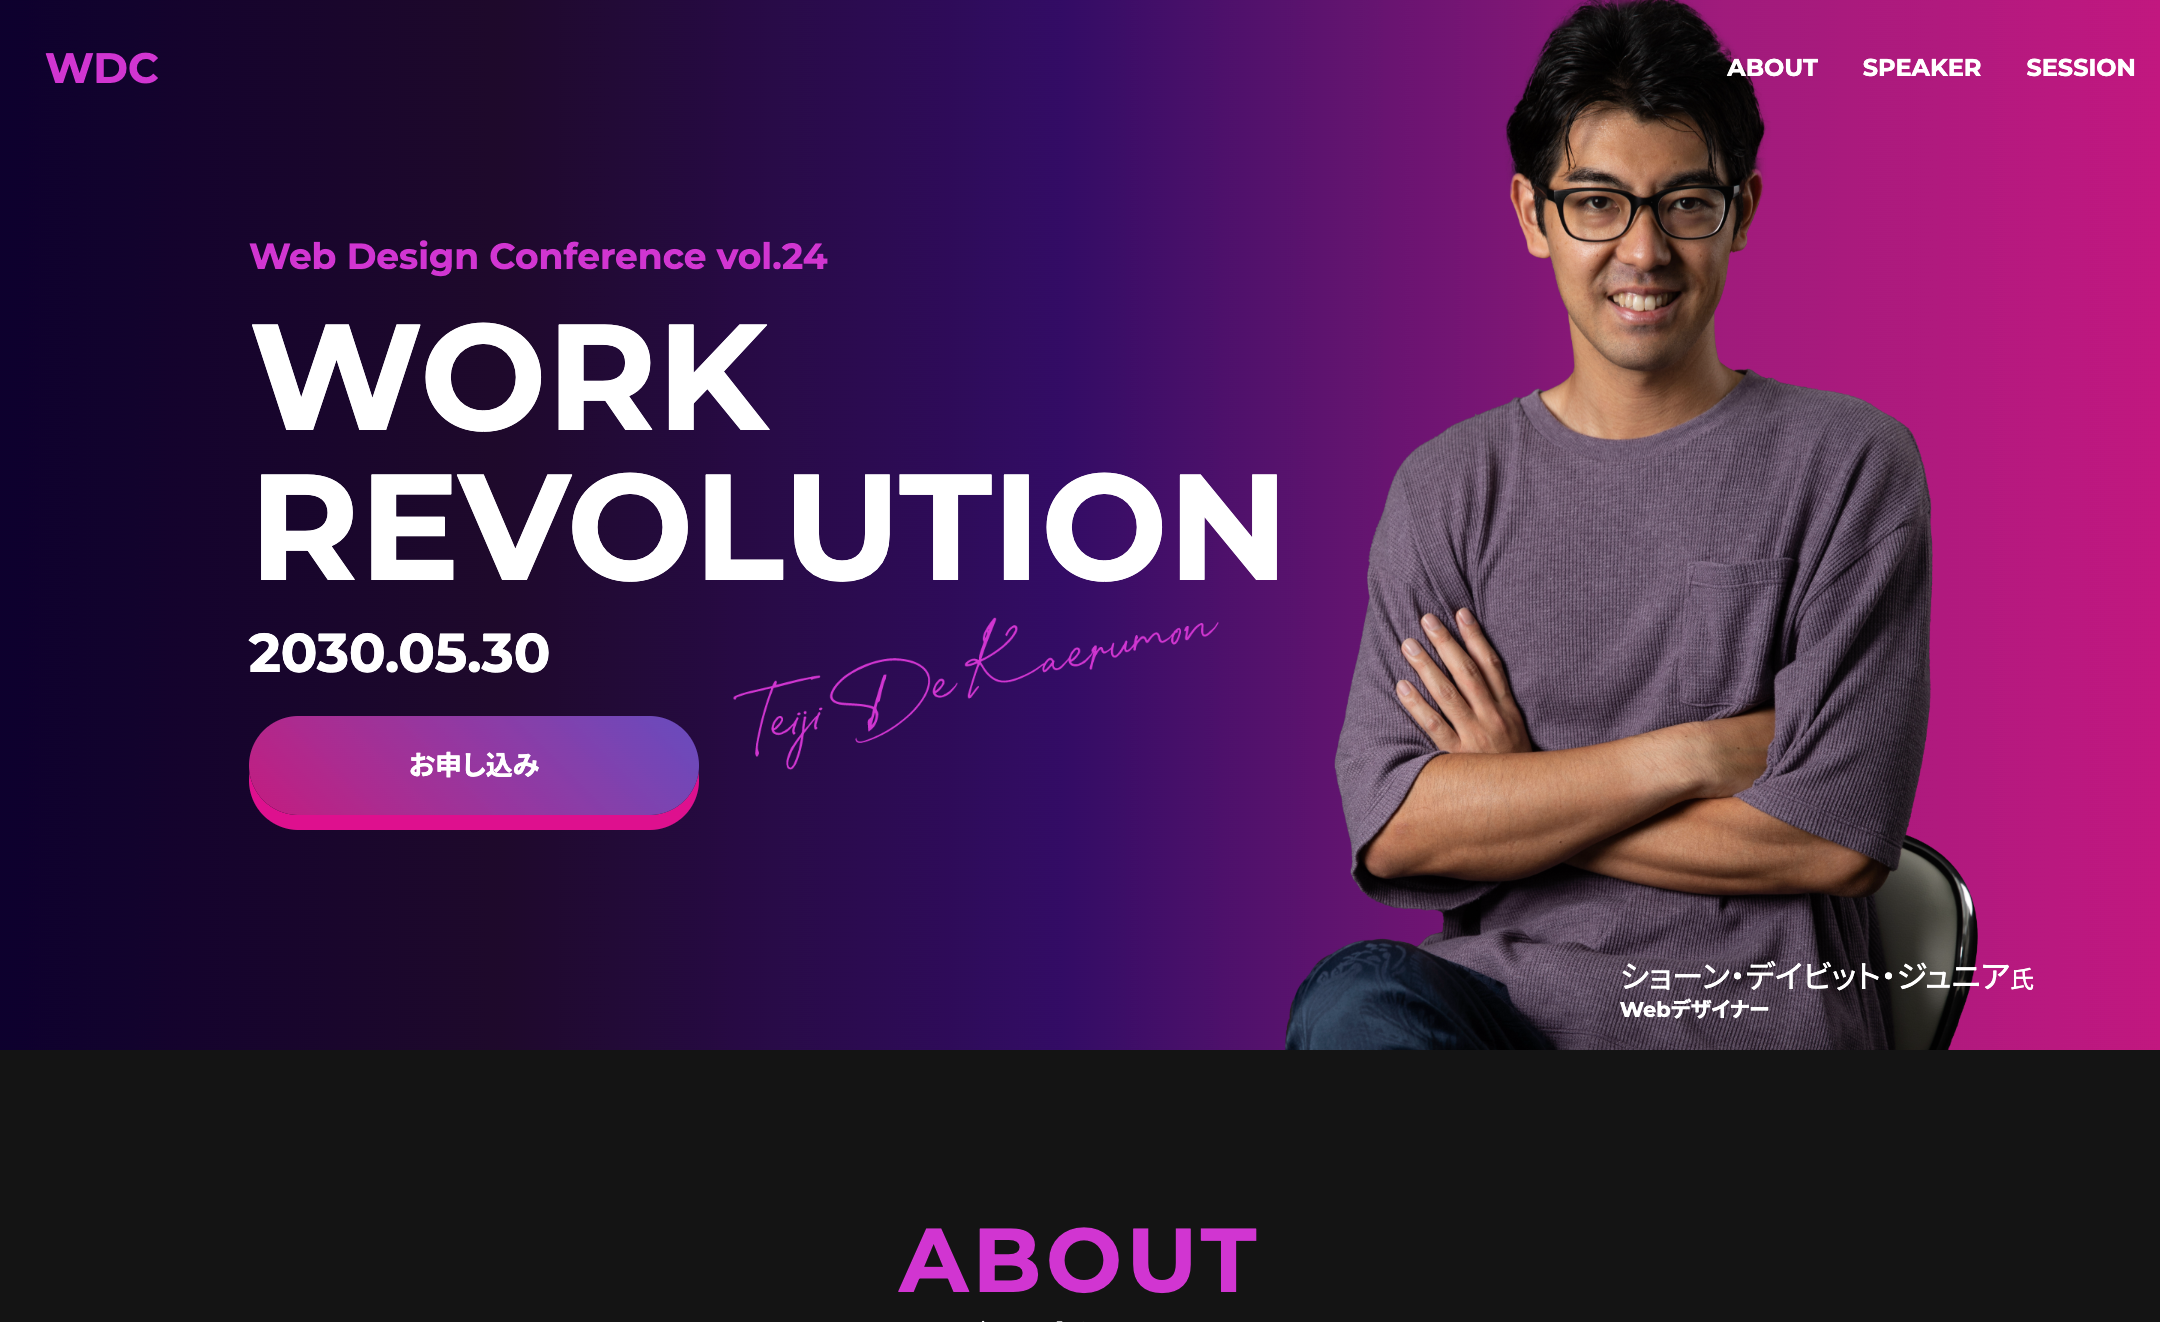 WDC
ABOUT SPEAKER SESSION
Web Design Conference vol.24
WORK
REVOLUTION
2030.05.30
Teiji De Kaerumon
お申し込み
ショーン・デイビット・ジュニア氏
Webデザイナー
ABOUT